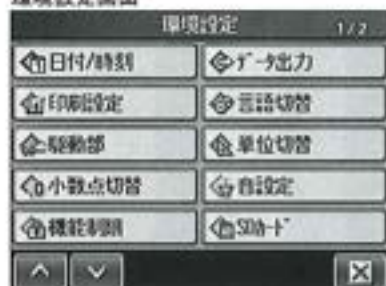 環境設定画面
環境設定 1/2
日付/時刻
データ出力
印刷設定
言語切替
駆動部
単位切替
小数点切替
自設定
機能制限
SDカード